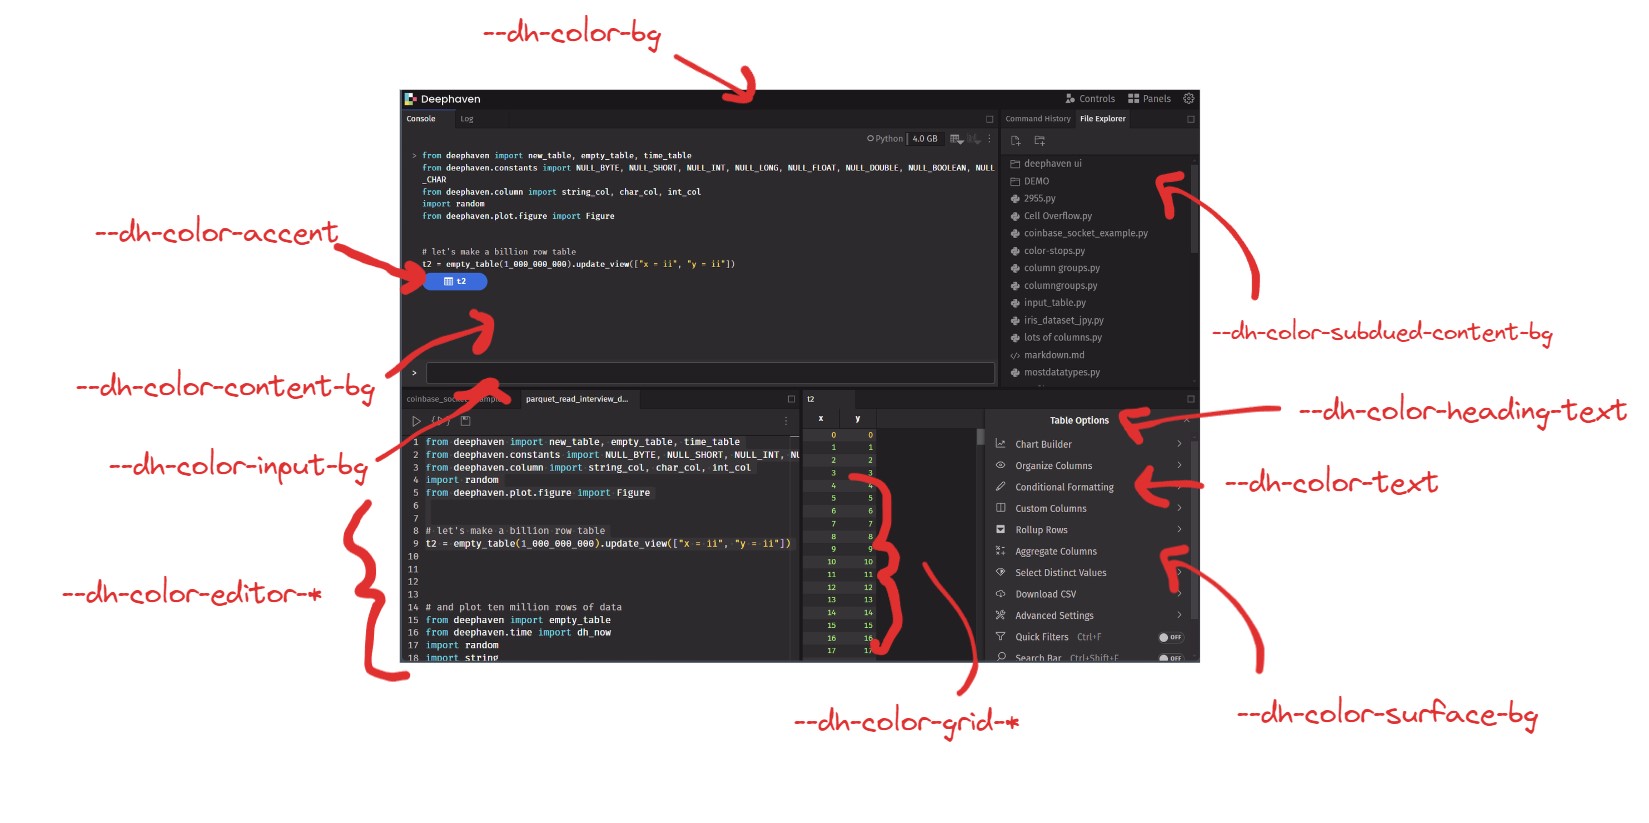 --dh-color-bg
Deephaven
Controls
Panels
Console
Log
Command History
File Explorer
Python
4.0 GB
> from deephaven import new_table, empty_table, time_table
from deephaven.constants import NULL_BYTE, NULL_SHORT, NULL_INT, NULL_LONG, NULL_FLOAT, NULL_DOUBLE, NULL_BOOLEAN, NULL
_CHAR
from deephaven.column import string_col, char_col, int_col
import random
from deephaven.plot.figure import Figure
# let's make a billion row table
t2 = empty_table(1_000_000_000).update_view(["x = ii", "y = ii"])
t2
>
deephaven ui
DEMO
2955.py
Cell Overflow.py
coinbase_socket_example.py
color-stops.py
column groups.py
columngroups.py
input_table.py
iris_dataset_jpy.py
lots of columns.py
markdown.md
mostdatatypes.py
--dh-color-accent
--dh-color-content-bg
--dh-color-input-bg
--dh-color-editor-*
--dh-color-subdued-content-bg
--dh-color-heading-text
--dh-color-text
--dh-color-surface-bg
--dh-color-grid-*
parquet_read_interview_d...
1 from deephaven import new_table, empty_table, time_table
2 from deephaven.constants import NULL_BYTE, NULL_SHORT, NULL_INT, NU
3 from deephaven.column import string_col, char_col, int_col
4 import random
5 from deephaven.plot.figure import Figure
6
7
8 # let's make a billion row table
9 t2 = empty_table(1_000_000_000).update_view(["x = ii", "y = ii"])
10
11
12
13
14 # and plot ten million rows of data
15 from deephaven import empty_table
16 from deephaven.time import dh_now
17 import random
18 import string
t2
x y
0 0
1 1
2 2
3 3
4 4
5 5
6 6
7 7
8 8
9 9
10 10
11 11
12 12
13 13
14 14
15 15
16 16
17 17
Table Options
Chart Builder
Organize Columns
Conditional Formatting
Custom Columns
Rollup Rows
Aggregate Columns
Select Distinct Values
Download CSV
Advanced Settings
Quick Filters Ctrl+F OFF
Search Bar Ctrl+Shift+F OFF